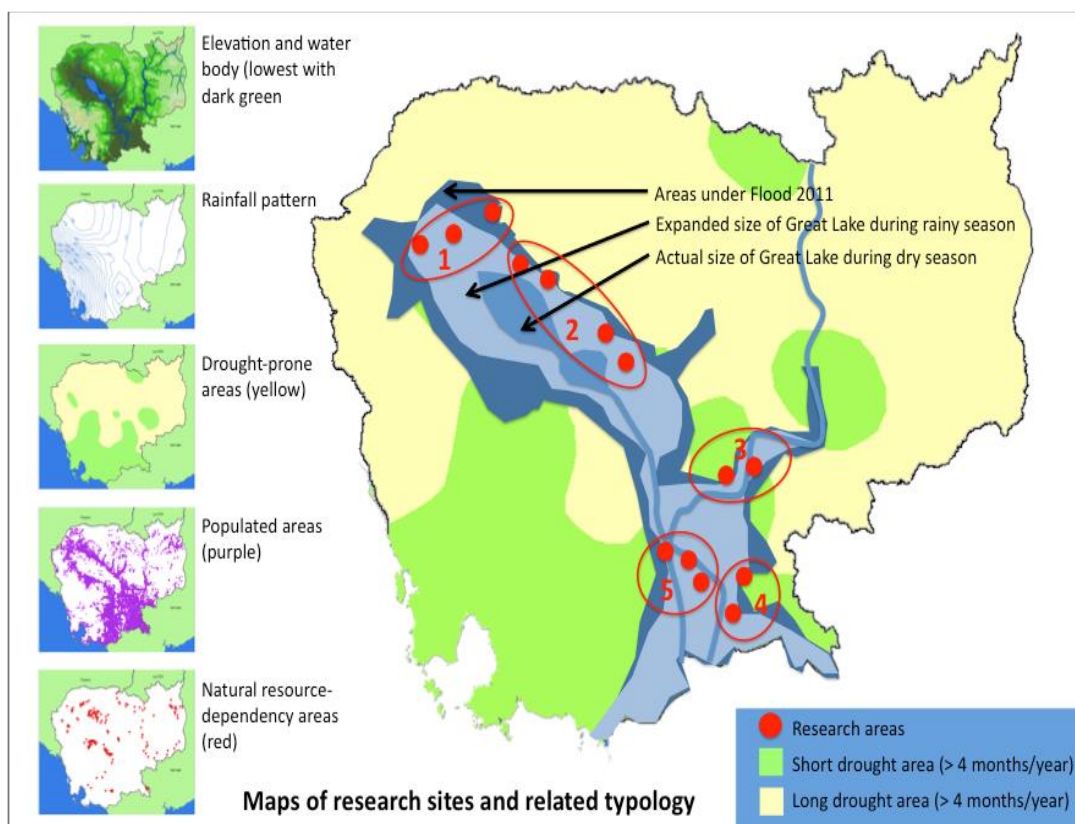 Elevation and water
body (lowest with
dark green
Rainfall pattern
Drought-prone
areas (yellow)
Populated areas
(purple)
Natural resource-
dependency areas
(red)
Areas under Flood 2011
Expanded size of Great Lake during rainy season
Actual size of Great Lake during dry season
1
2
3
4
5
Research areas
Short drought area (> 4 months/year)
Long drought area (> 4 months/year)
Maps of research sites and related typology